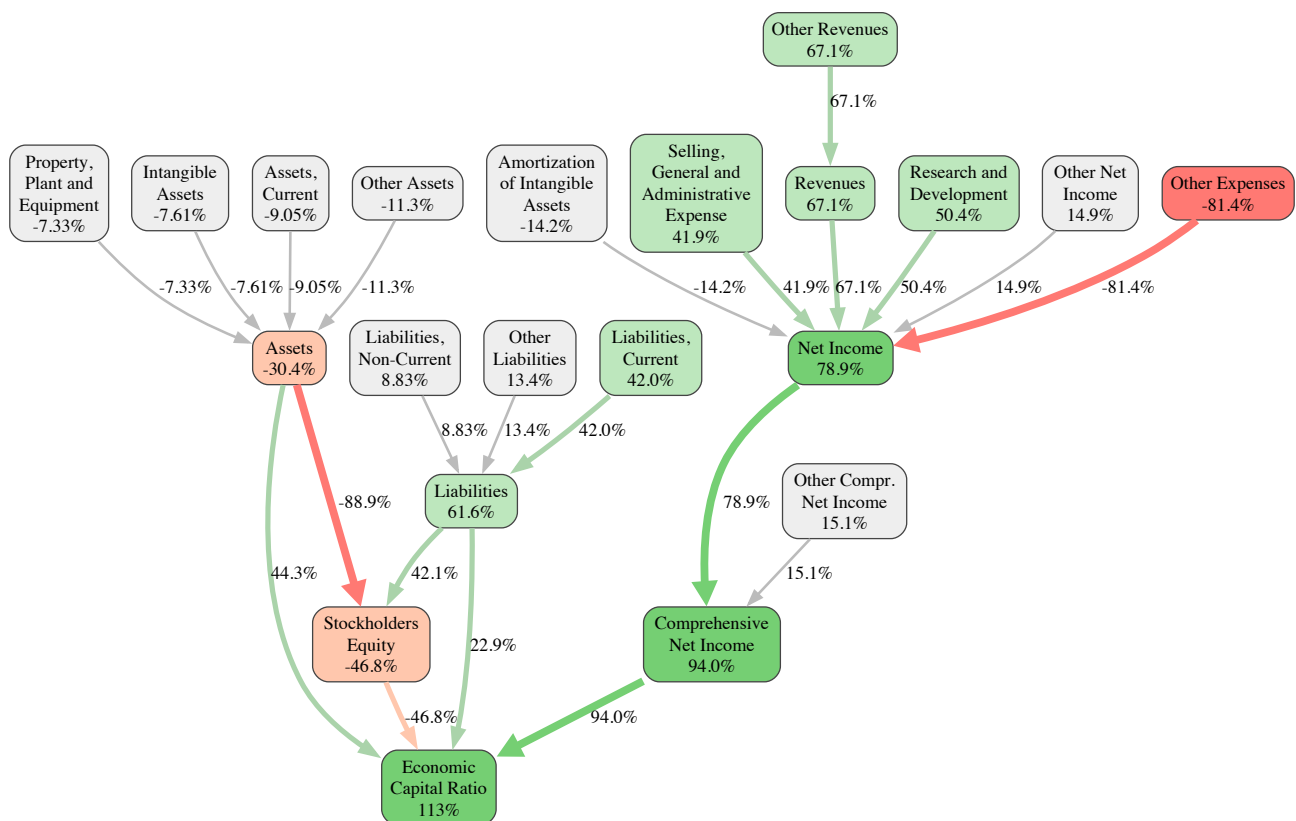 Other Revenues
67.1%
67.1%
Property,
Plant and
Equipment
-7.33%
Intangible
Assets
-7.61%
Assets,
Current
-9.05%
Other Assets
-11.3%
Amortization
of Intangible
Assets
-14.2%
Selling,
General and
Administrative
Expense
41.9%
Revenues
67.1%
Research and
Development
50.4%
Other Net
Income
14.9%
Other Expenses
-81.4%
-7.33%
-7.61%
-9.05%
-11.3%
-14.2%
41.9%
67.1%
50.4%
14.9%
-81.4%
Assets
-30.4%
Liabilities,
Non-Current
8.83%
Other
Liabilities
13.4%
Liabilities,
Current
42.0%
Net Income
78.9%
8.83%
13.4%
42.0%
-88.9%
Liabilities
61.6%
78.9%
Other Compr.
Net Income
15.1%
44.3%
42.1%
15.1%
Stockholders
Equity
-46.8%
22.9%
Comprehensive
Net Income
94.0%
-46.8%
94.0%
Economic
Capital Ratio
113%